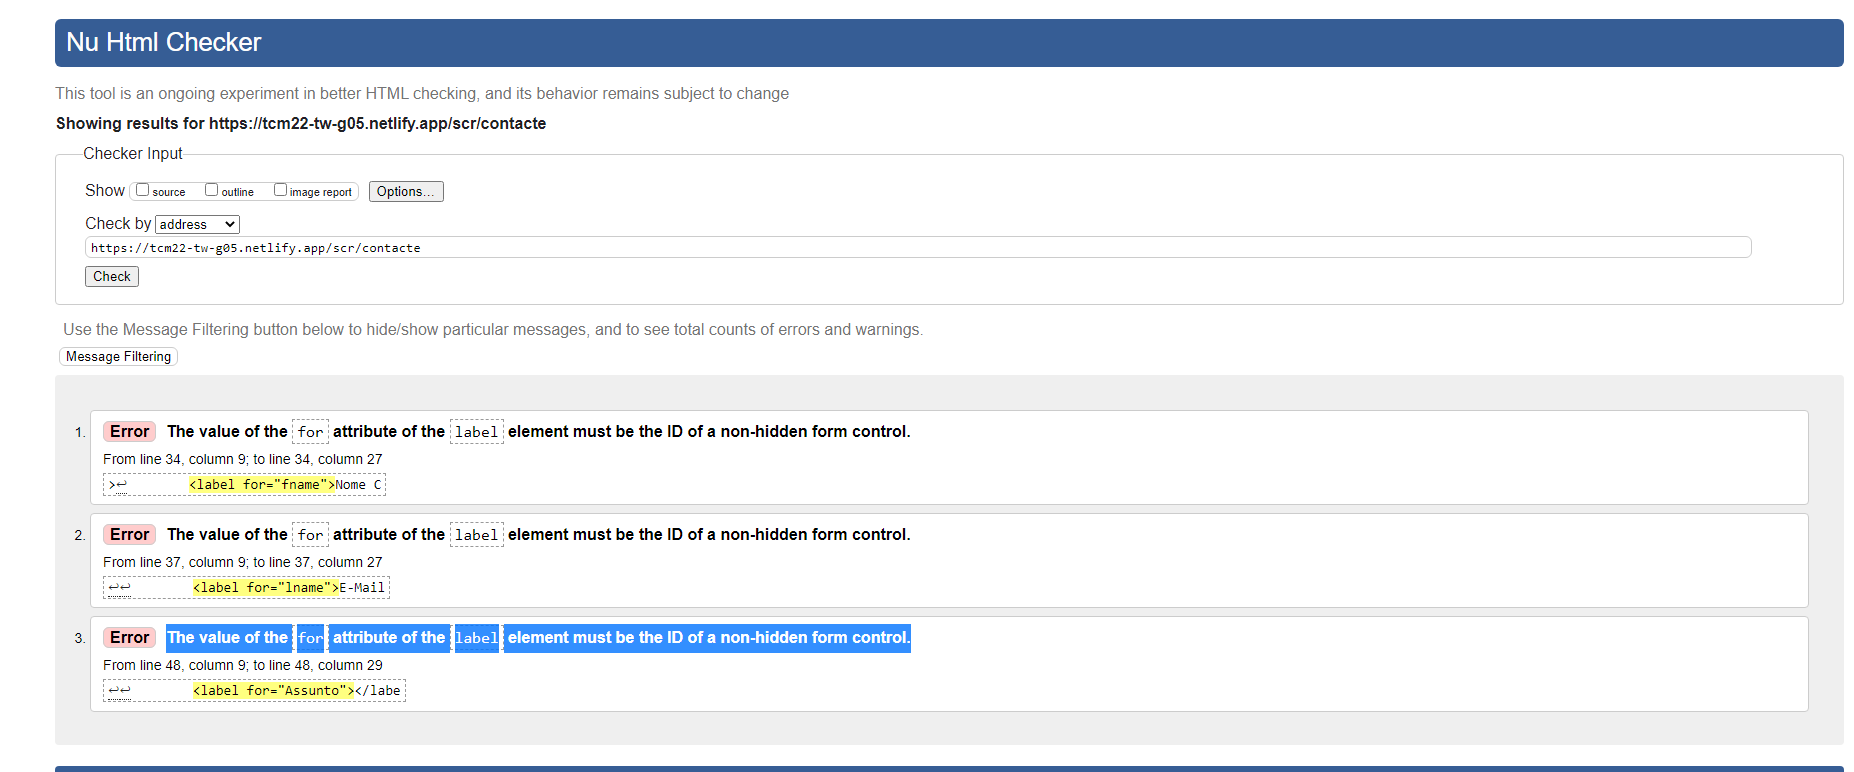 Nu Html Checker
This tool is an ongoing experiment in better HTML checking, and its behavior remains subject to change
Showing results for https://tcm22-tw-g05.netlify.app/scr/contacte
Checker Input
Show source outline image report Options...
Check by address
https://tcm22-tw-g05.netlify.app/scr/contacte
Check
Use the Message Filtering button below to hide/show particular messages, and to see total counts of errors and warnings.
Message Filtering
1. Error The value of the for attribute of the label element must be the ID of a non-hidden form control.
From line 34, column 9; to line 34, column 27
>↩ <label for="fname">Nome C
2. Error The value of the for attribute of the label element must be the ID of a non-hidden form control.
From line 37, column 9; to line 37, column 27
↩↩ <label for="lname">E-Mail
3. Error The value of the for attribute of the label element must be the ID of a non-hidden form control.
From line 48, column 9; to line 48, column 29
↩↩ <label for="Assunto"></labe